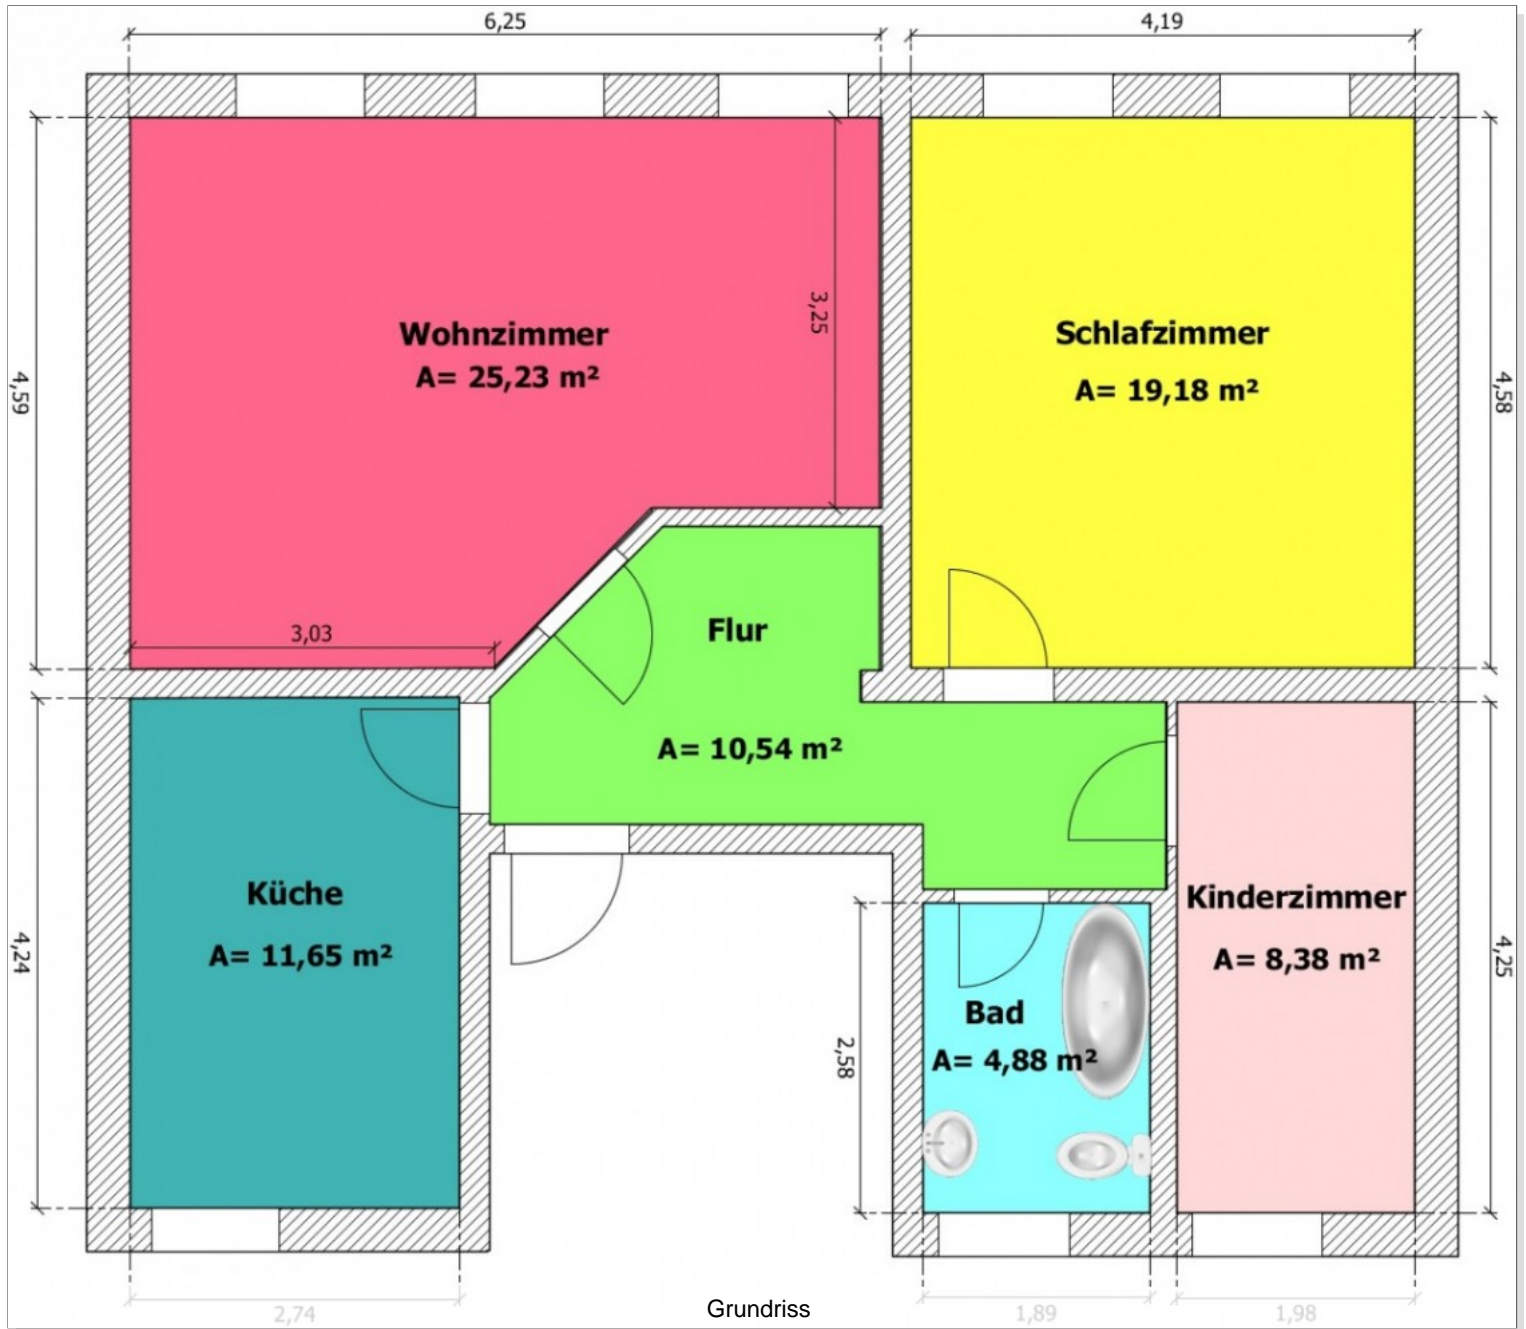 6,25
4,19
Wohnzimmer
A= 25,23 m²
3,25
4,59
3,03
Schlafzimmer
A= 19,18 m²
4,58
Flur
A= 10,54 m²
Küche
A= 11,65 m²
4,24
Kinderzimmer
A= 8,38 m²
4,25
Bad
A= 4,88 m²
2,58
2,74
Grundriss
1,89
1,98